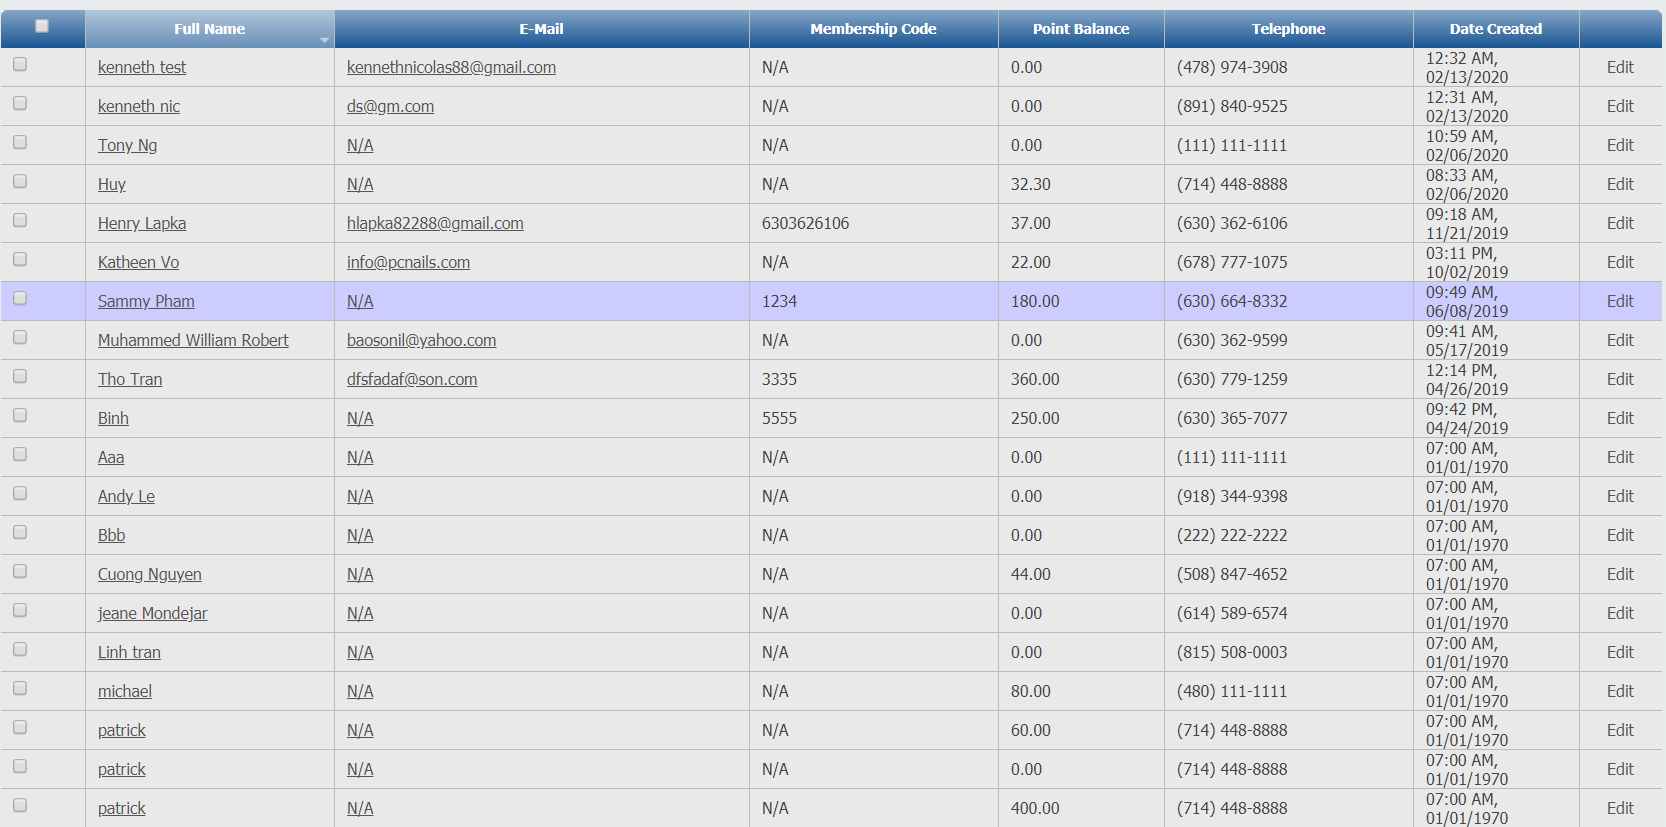 Full Name E-Mail Membership Code Point Balance Telephone Date Created
kenneth test kennethnicolas88@gmail.com N/A 0.00 (478) 974-3908 12:32 AM, 02/13/2020 Edit
kenneth nic ds@gm.com N/A 0.00 (891) 840-9525 12:31 AM, 02/13/2020 Edit
Tony Ng N/A N/A 0.00 (111) 111-1111 10:59 AM, 02/06/2020 Edit
Huy N/A N/A 32.30 (714) 448-8888 08:33 AM, 02/06/2020 Edit
Henry Lapka hlapka82288@gmail.com 6303626106 37.00 (630) 362-6106 09:18 AM, 11/21/2019 Edit
Katheen Vo info@pcnails.com N/A 22.00 (678) 777-1075 03:11 PM, 10/02/2019 Edit
Sammy Pham N/A 1234 180.00 (630) 664-8332 09:49 AM, 06/08/2019 Edit
Muhammed William Robert baosonil@yahoo.com N/A 0.00 (630) 362-9599 09:41 AM, 05/17/2019 Edit
Tho Tran dfsfadaf@son.com 3335 360.00 (630) 779-1259 12:14 PM, 04/26/2019 Edit
Binh N/A 5555 250.00 (630) 365-7077 09:42 PM, 04/24/2019 Edit
Aaa N/A N/A 0.00 (111) 111-1111 07:00 AM, 01/01/1970 Edit
Andy Le N/A N/A 0.00 (918) 344-9398 07:00 AM, 01/01/1970 Edit
Bbb N/A N/A 0.00 (222) 222-2222 07:00 AM, 01/01/1970 Edit
Cuong Nguyen N/A N/A 44.00 (508) 847-4652 07:00 AM, 01/01/1970 Edit
jeane Mondejar N/A N/A 0.00 (614) 589-6574 07:00 AM, 01/01/1970 Edit
Linh tran N/A N/A 0.00 (815) 508-0003 07:00 AM, 01/01/1970 Edit
michael N/A N/A 80.00 (480) 111-1111 07:00 AM, 01/01/1970 Edit
patrick N/A N/A 60.00 (714) 448-8888 07:00 AM, 01/01/1970 Edit
patrick N/A N/A 0.00 (714) 448-8888 07:00 AM, 01/01/1970 Edit
patrick N/A N/A 400.00 (714) 448-8888 07:00 AM, 01/01/1970 Edit